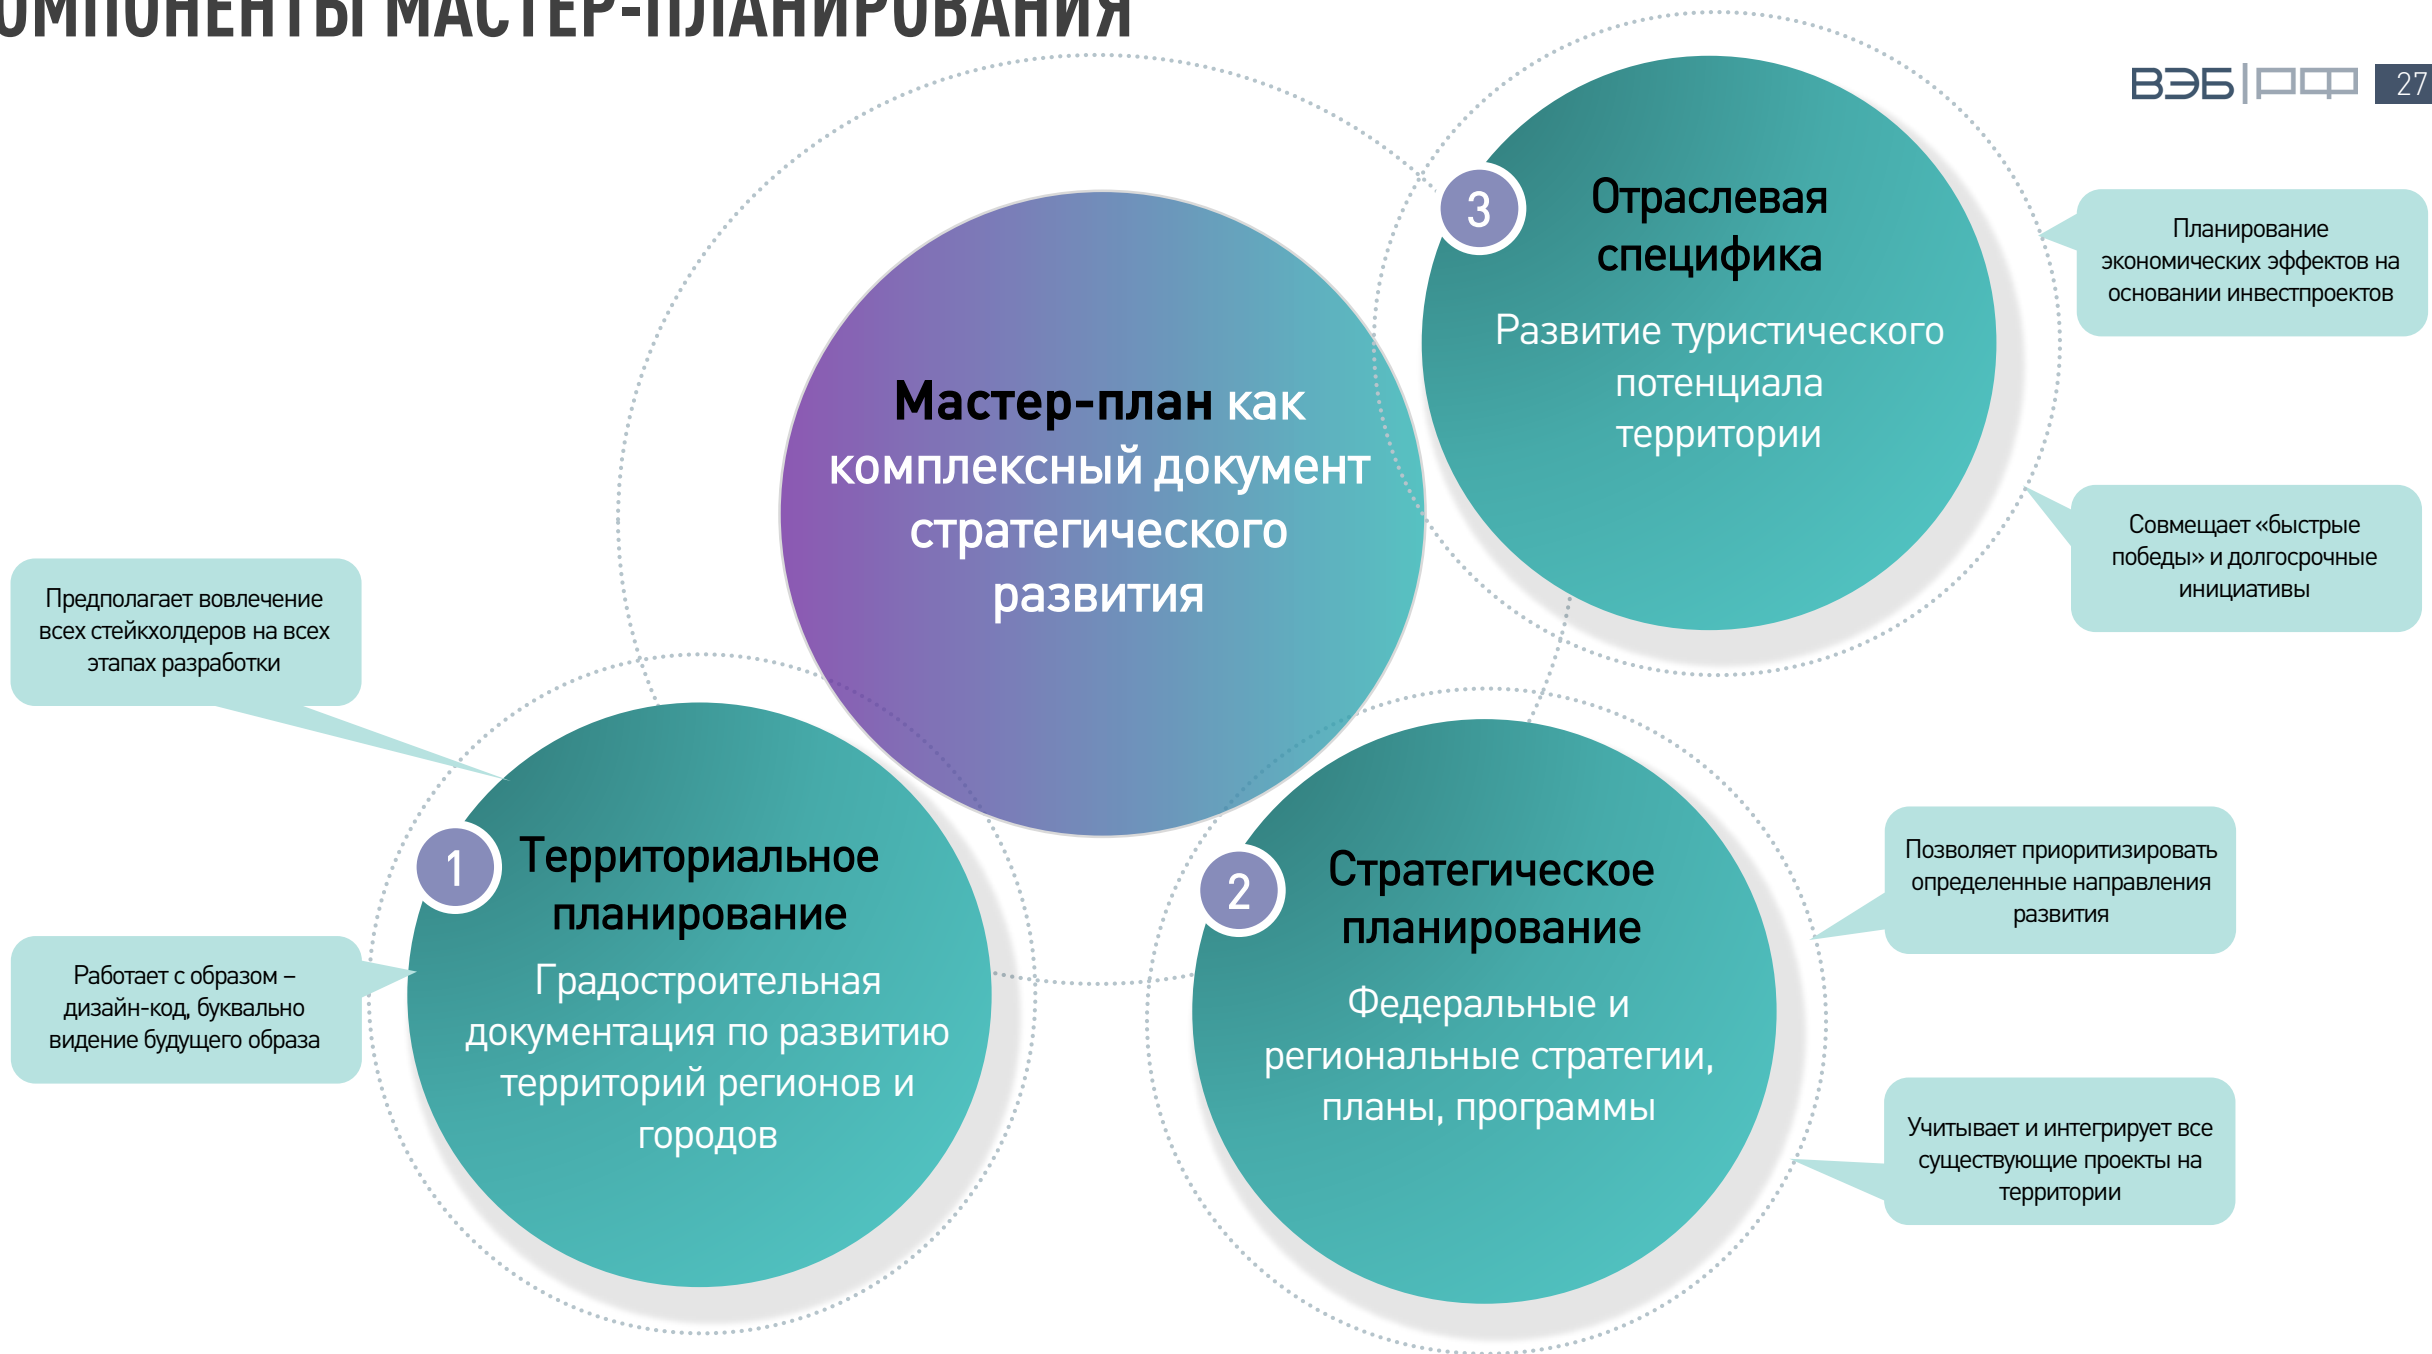 ОМПОНЕНТЫ МАСТЕР-ПЛАНИРОВАНИЯ
ВЭБ|РФ
27
Мастер-план как
комплексный документ
стратегического
развития
1
Территориальное
планирование
Градостроительная
документация по развитию
территорий регионов и
городов
Предполагает вовлечение
всех стейкхолдеров на всех
этапах разработки
Работает с образом –
дизайн-код, буквально
видение будущего образа
2
Стратегическое
планирование
Федеральные и
региональные стратегии,
планы, программы
Позволяет приоритизировать
определенные направления
развития
Учитывает и интегрирует все
существующие проекты на
территории
3
Отраслевая
специфика
Развитие туристического
потенциала
территории
Планирование
экономических эффектов на
основании инвестпроектов
Совмещает «быстрые
победы» и долгосрочные
инициативы